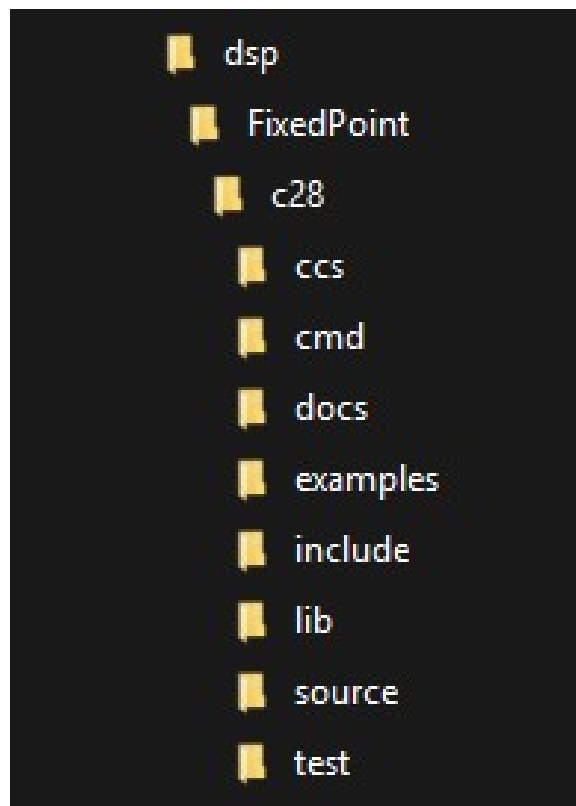 dsp
FixedPoint
c28
ccs
cmd
docs
examples
include
lib
source
test